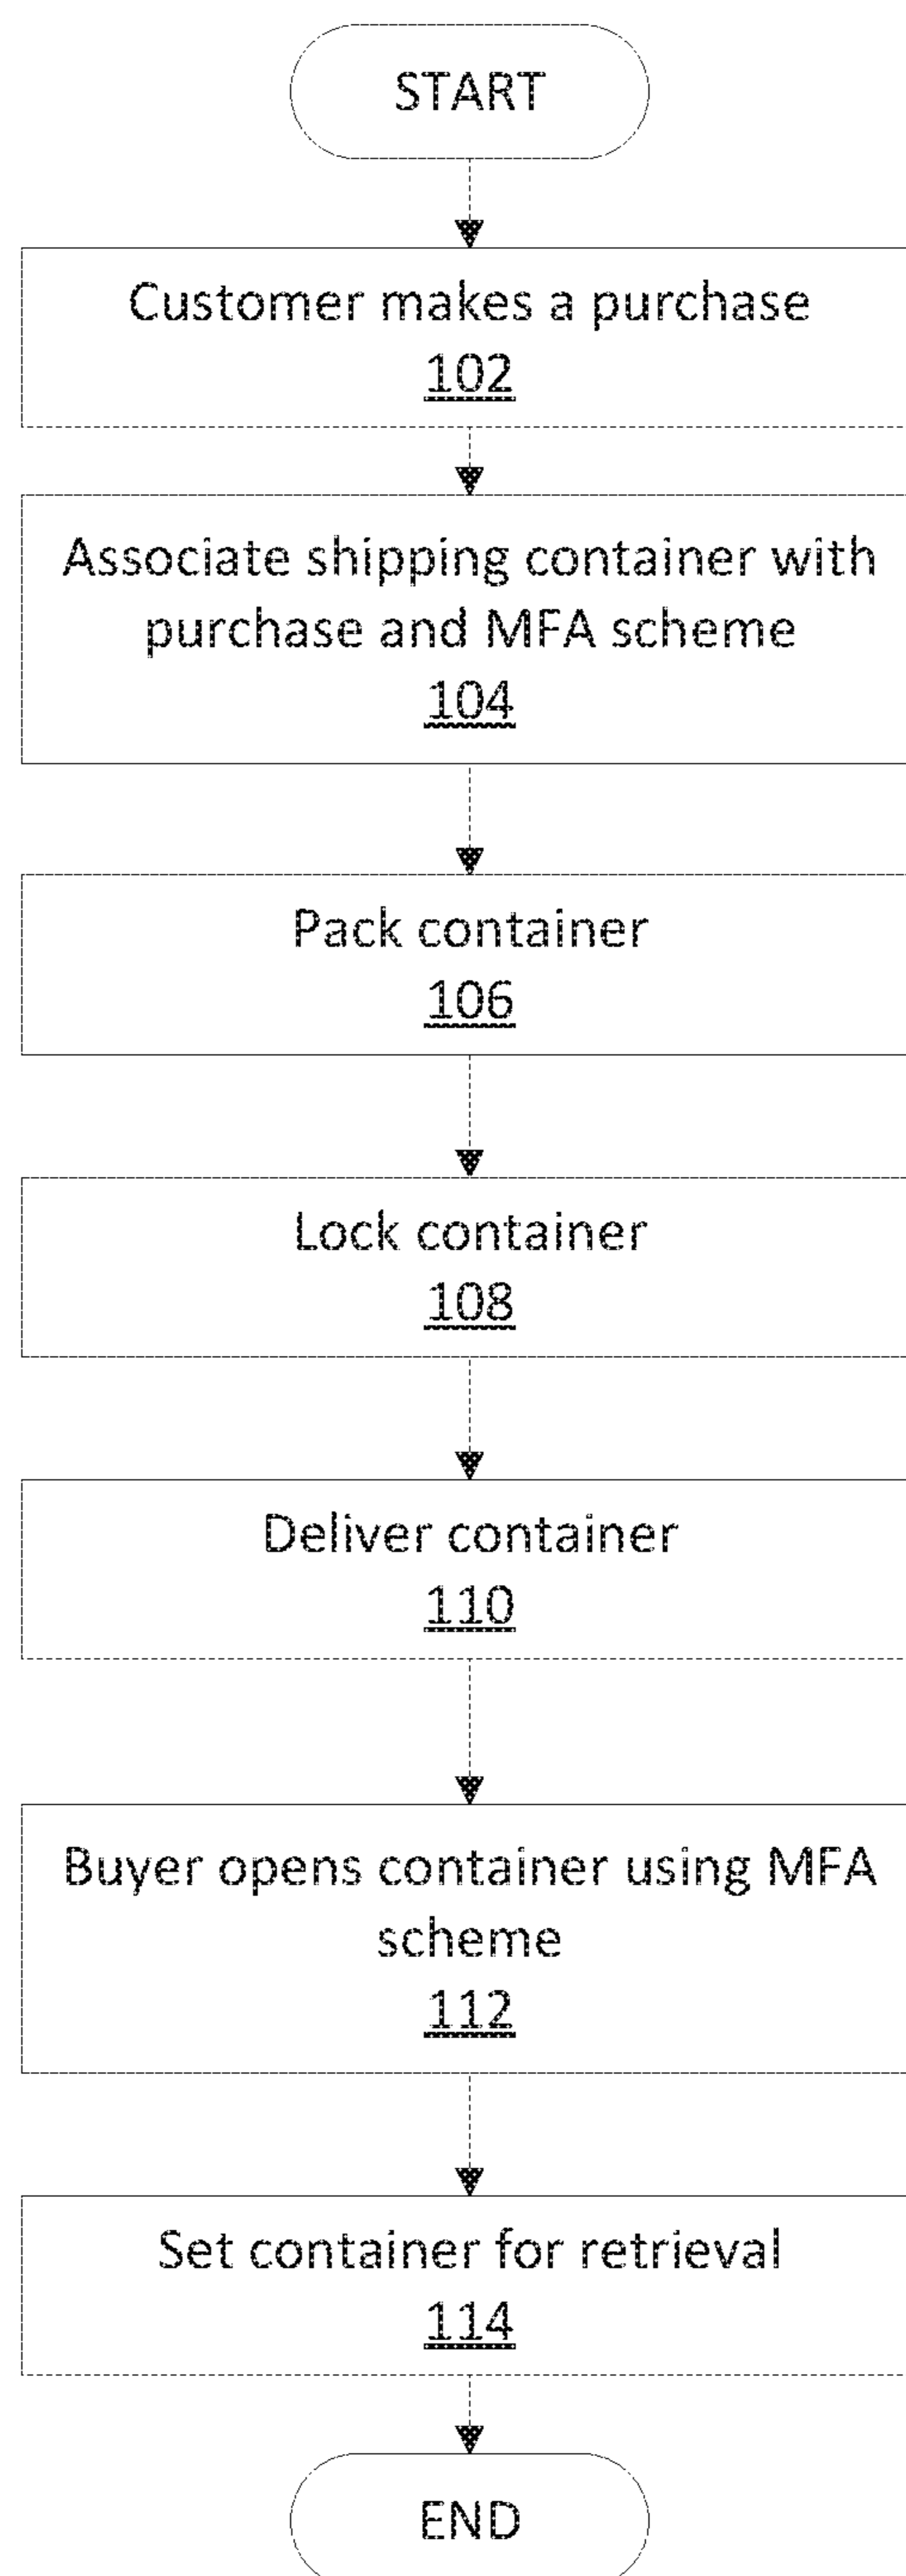 START
Customer makes a purchase
102
Associate shipping container with
purchase and MFA scheme
104
Pack container
106
Lock container
108
Deliver container
110
Buyer opens container using MFA
scheme
112
Set container for retrieval
114
END